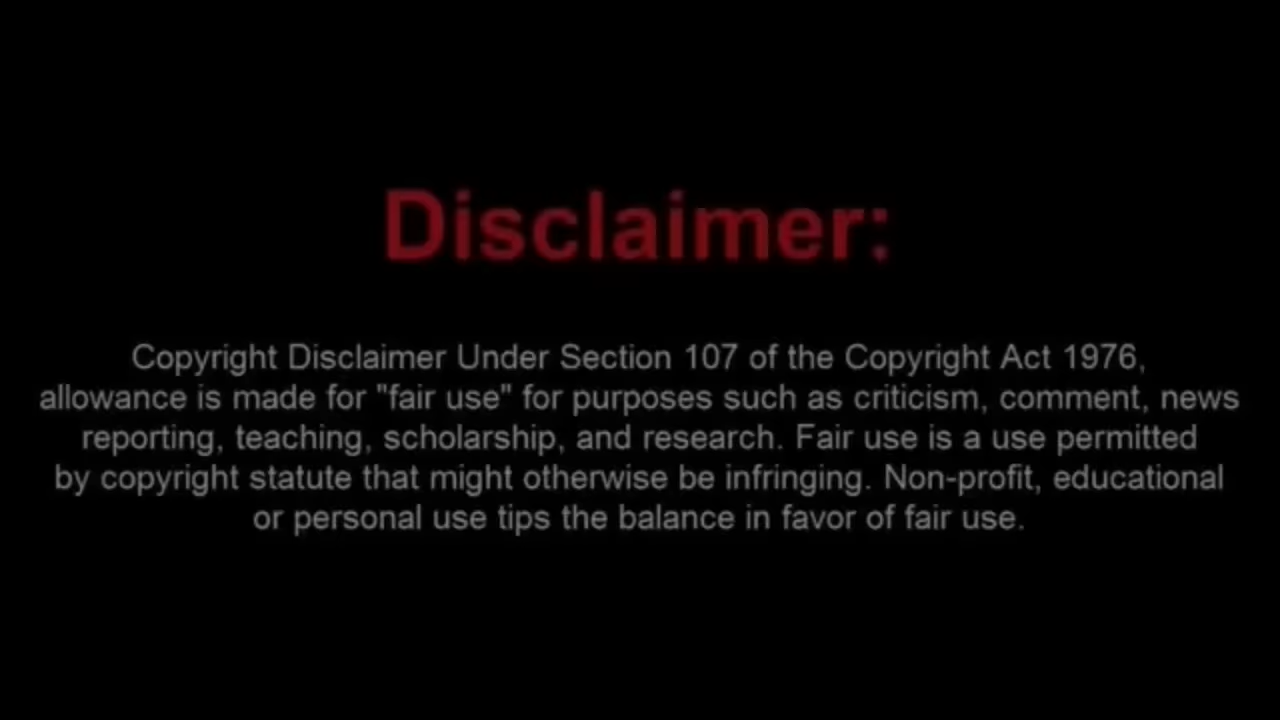 Disclaimer:
Copyright Disclaimer Under Section 107 of the Copyright Act 1976,
allowance is made for "fair use" for purposes such as criticism, comment, news
reporting, teaching, scholarship, and research. Fair use is a use permitted
by copyright statute that might otherwise be infringing. Non-profit, educational
or personal use tips the balance in favor of fair use.